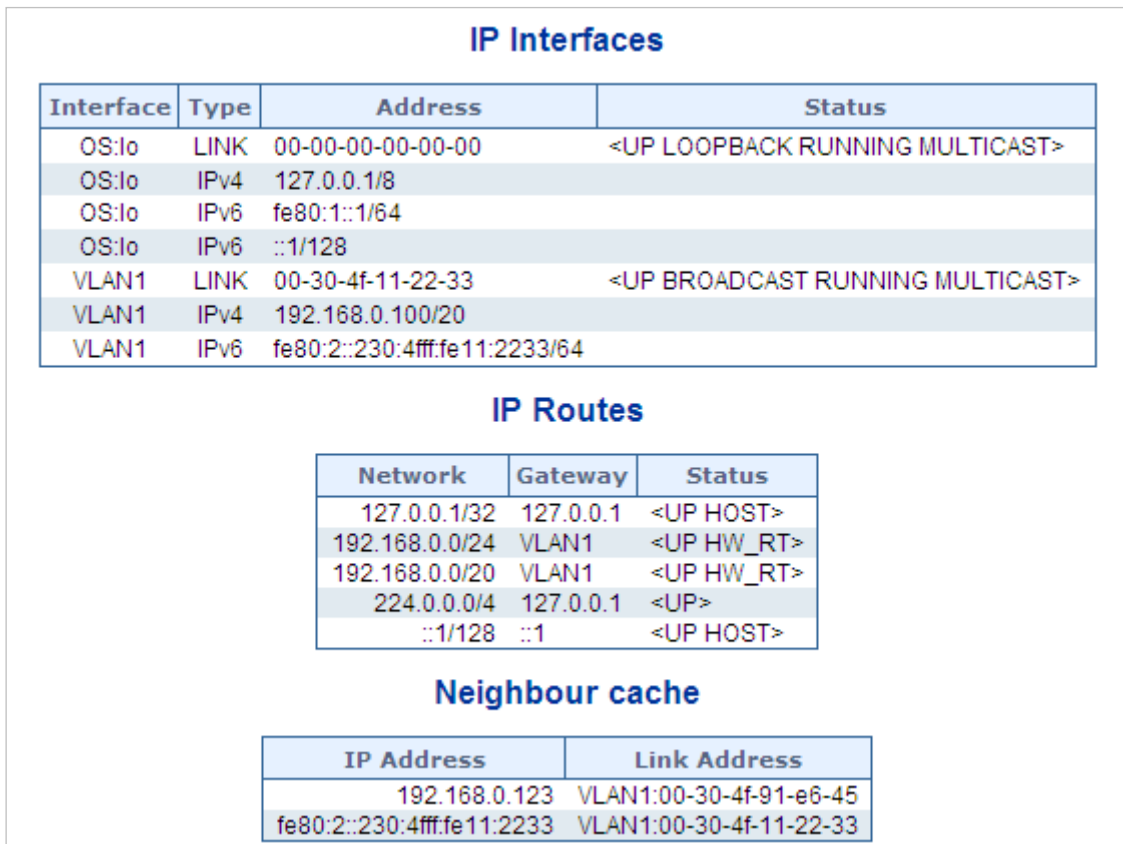 IP Interfaces
Interface Type Address Status
OS:lo LINK 00-00-00-00-00-00 <UP LOOPBACK RUNNING MULTICAST>
OS:lo IPv4 127.0.0.1/8
OS:lo IPv6 fe80:1::1/64
OS:lo IPv6 ::1/128
VLAN1 LINK 00-30-4f-11-22-33 <UP BROADCAST RUNNING MULTICAST>
VLAN1 IPv4 192.168.0.100/20
VLAN1 IPv6 fe80:2::230:4fff:fe11:2233/64
IP Routes
Network Gateway Status
127.0.0.1/32 127.0.0.1 <UP HOST>
192.168.0.0/24 VLAN1 <UP HW_RT>
192.168.0.0/20 VLAN1 <UP HW_RT>
224.0.0.0/4 127.0.0.1 <UP>
::1/128 ::1 <UP HOST>
Neighbour cache
IP Address Link Address
192.168.0.123 VLAN1:00-30-4f-91-e6-45
fe80:2::230:4fff:fe11:2233 VLAN1:00-30-4f-11-22-33